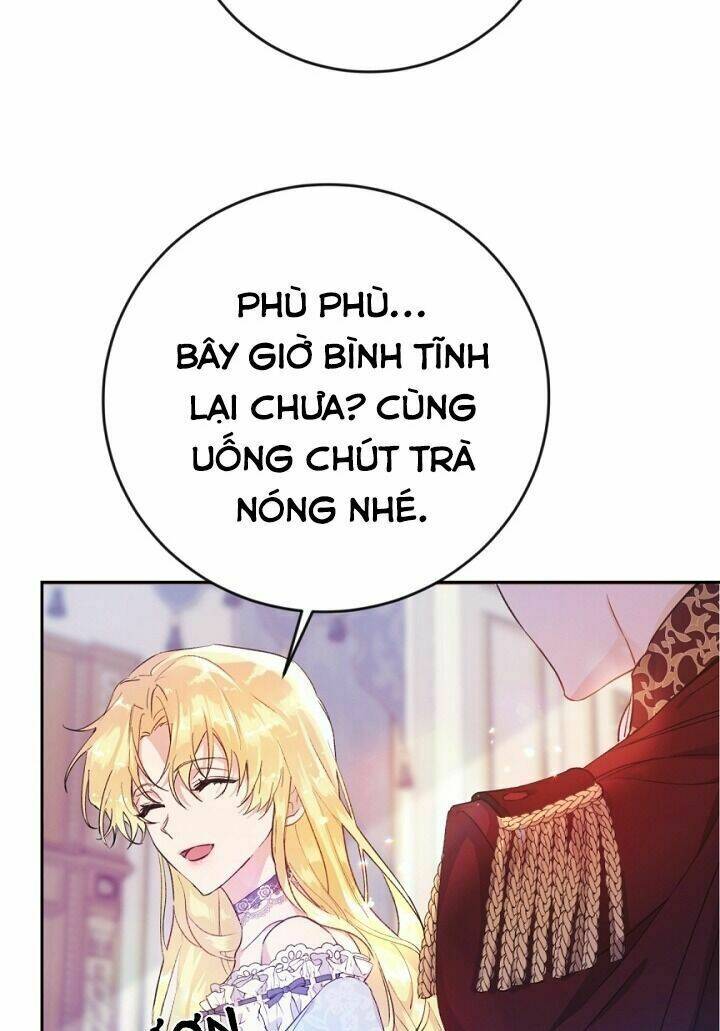 PHÙ PHÙ...
BÂY GIỜ BÌNH TĨNH
LẠI CHƯA? CÙNG
UỐNG CHÚT TRÀ
NÓNG NHÉ.